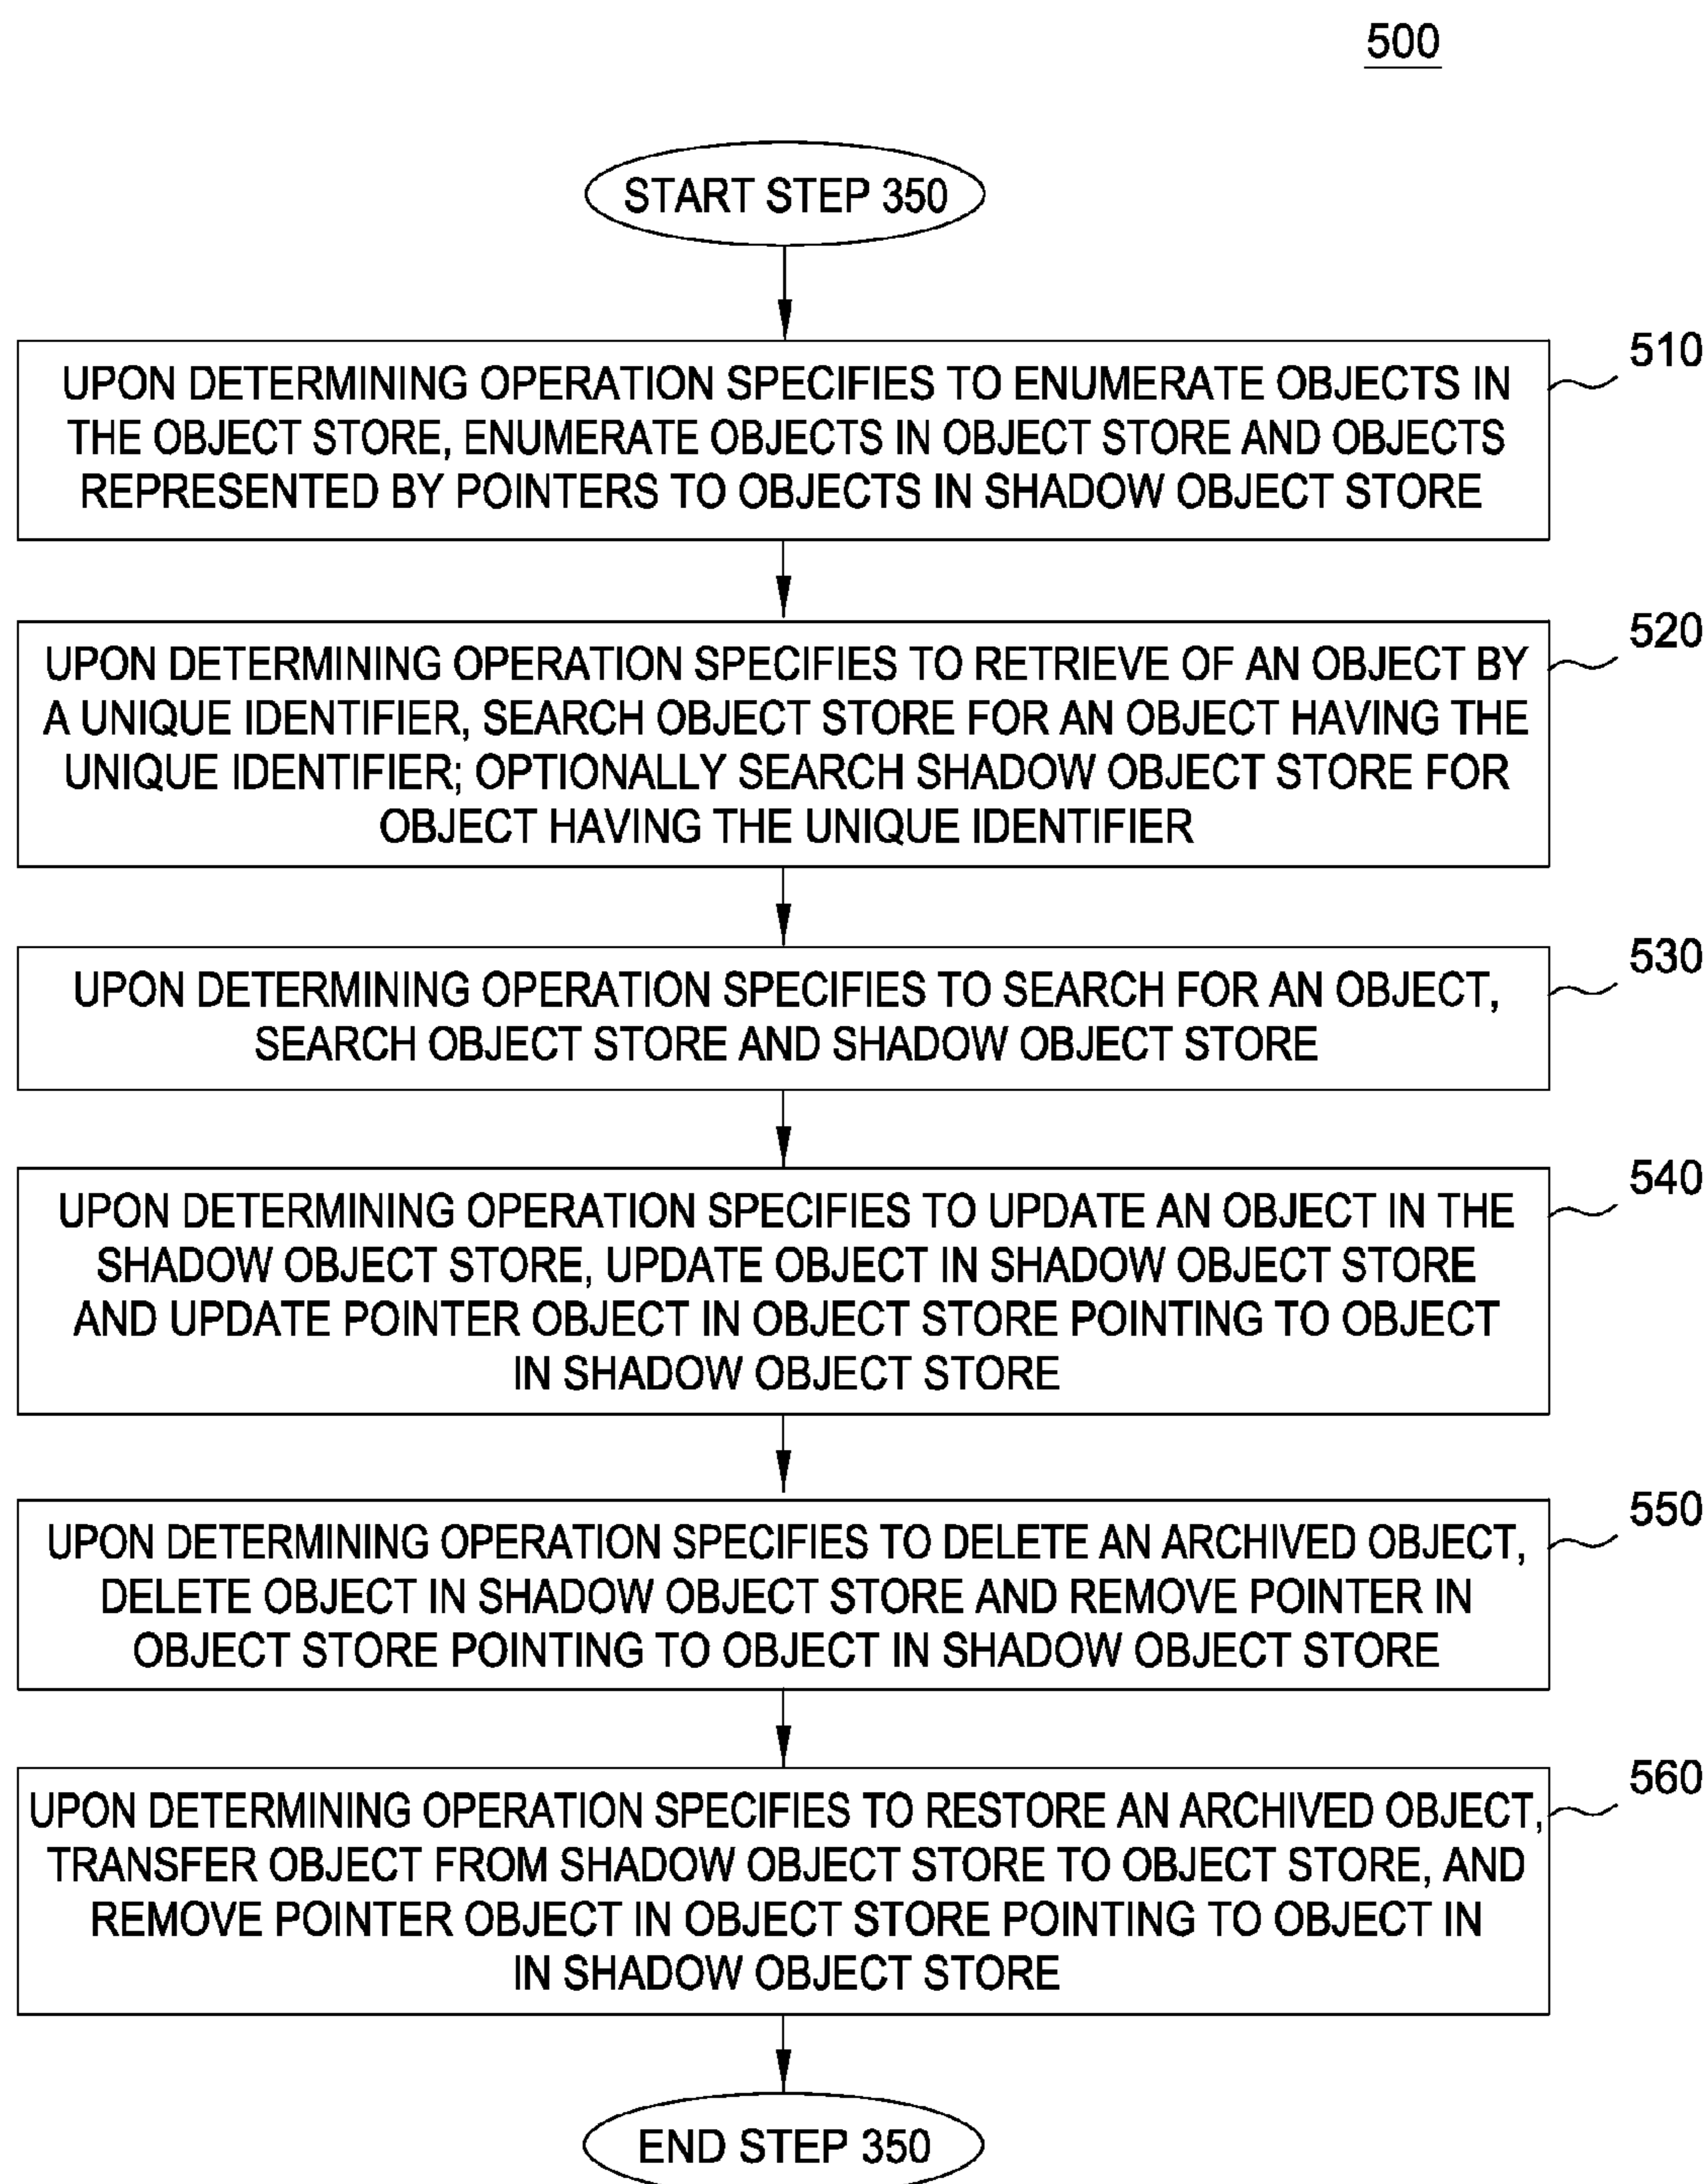 500
START STEP 350
510
UPON DETERMINING OPERATION SPECIFIES TO ENUMERATE OBJECTS IN
THE OBJECT STORE, ENUMERATE OBJECTS IN OBJECT STORE AND OBJECTS
REPRESENTED BY POINTERS TO OBJECTS IN SHADOW OBJECT STORE
520
UPON DETERMINING OPERATION SPECIFIES TO RETRIEVE OF AN OBJECT BY
A UNIQUE IDENTIFIER, SEARCH OBJECT STORE FOR AN OBJECT HAVING THE
UNIQUE IDENTIFIER; OPTIONALLY SEARCH SHADOW OBJECT STORE FOR
OBJECT HAVING THE UNIQUE IDENTIFIER
530
UPON DETERMINING OPERATION SPECIFIES TO SEARCH FOR AN OBJECT,
SEARCH OBJECT STORE AND SHADOW OBJECT STORE
540
UPON DETERMINING OPERATION SPECIFIES TO UPDATE AN OBJECT IN THE
SHADOW OBJECT STORE, UPDATE OBJECT IN SHADOW OBJECT STORE
AND UPDATE POINTER OBJECT IN OBJECT STORE POINTING TO OBJECT
IN SHADOW OBJECT STORE
550
UPON DETERMINING OPERATION SPECIFIES TO DELETE AN ARCHIVED OBJECT,
DELETE OBJECT IN SHADOW OBJECT STORE AND REMOVE POINTER IN
OBJECT STORE POINTING TO OBJECT IN SHADOW OBJECT STORE
560
UPON DETERMINING OPERATION SPECIFIES TO RESTORE AN ARCHIVED OBJECT,
TRANSFER OBJECT FROM SHADOW OBJECT STORE TO OBJECT STORE, AND
REMOVE POINTER OBJECT IN OBJECT STORE POINTING TO OBJECT IN
IN SHADOW OBJECT STORE
END STEP 350